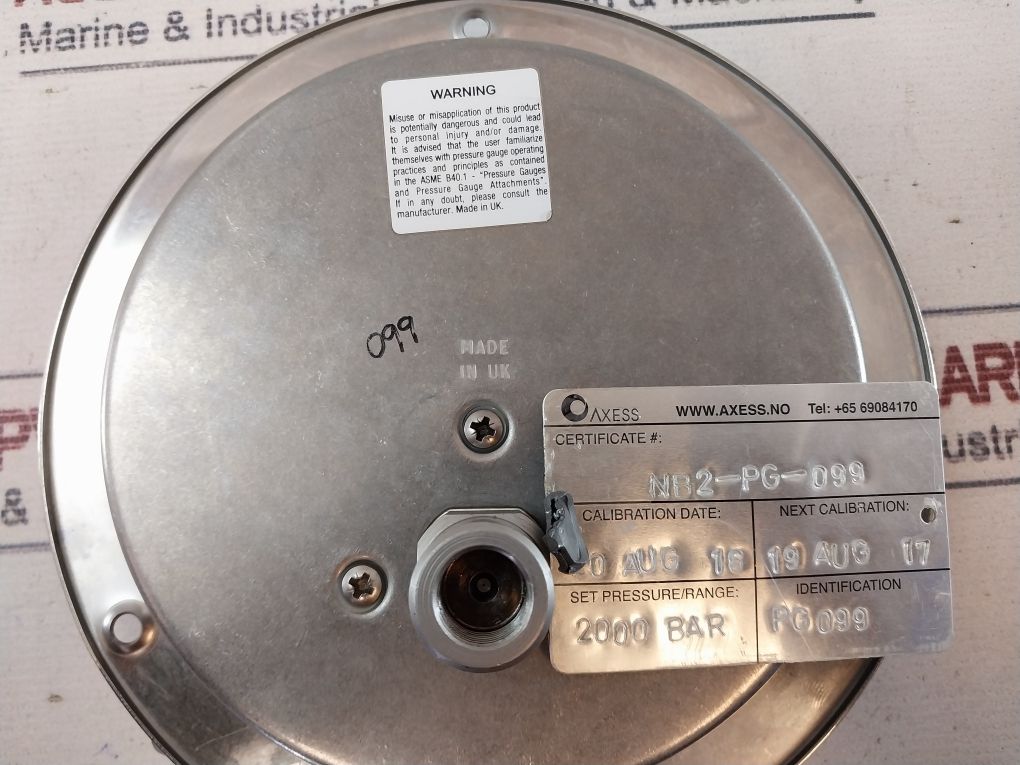 Marine & Industrial
& Machinery
WARNING
Misuse or misapplication of this product
is potentially dangerous and could lead
to personal injury and/or damage.
It is advised that the user familiarize
themselves with pressure gauge operating
practices and principles as contained
in the ASME B40.1 - "Pressure Gauges
and Pressure Gauge Attachments".
If in any doubt, please consult the
manufacturer. Made in UK.
099
MADE
IN UK
AXESS WWW.AXESS.NO Tel: +65 69084170
CERTIFICATE #:
NB2-PG-099
CALIBRATION DATE: NEXT CALIBRATION:
0 AUG 16 19 AUG 17
SET PRESSURE/RANGE: IDENTIFICATION
2000 BAR PG099
&